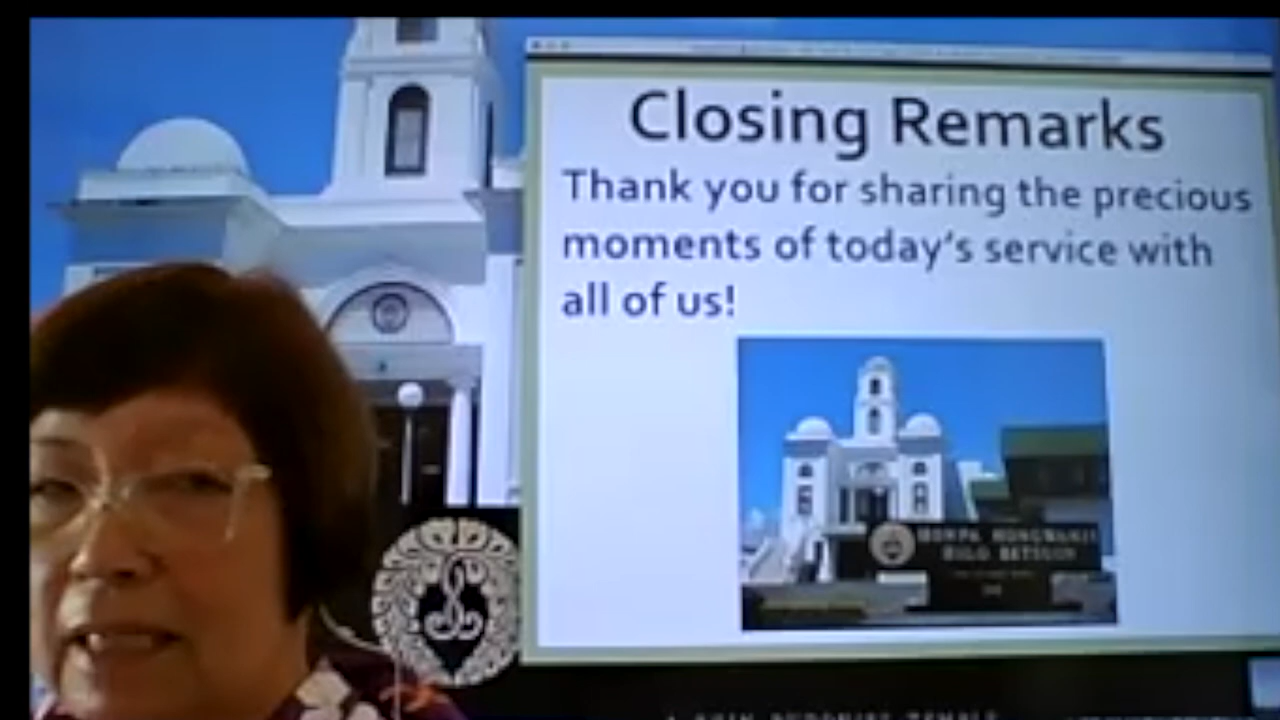 Closing Remarks
Thank you for sharing the precious
moments of today's service with
all of us!
HOMPA HONGWANJI
HILO BETSUIN